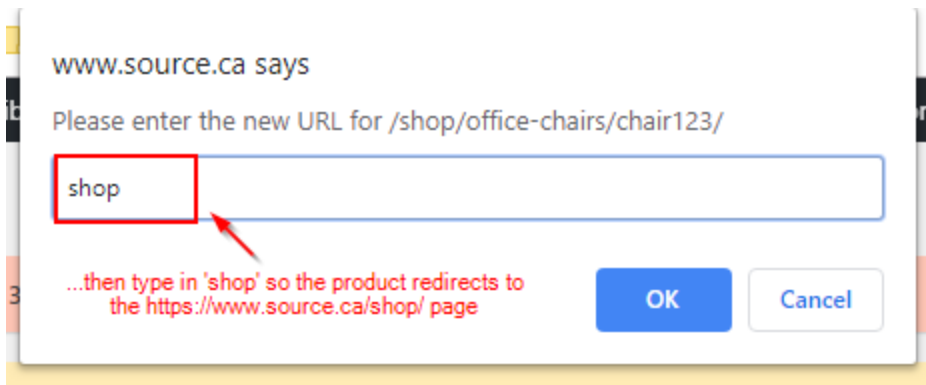 www.source.ca says
Please enter the new URL for /shop/office-chairs/chair123/
shop
...then type in 'shop' so the product redirects to
the https://www.source.ca/shop/ page
OK
Cancel
3